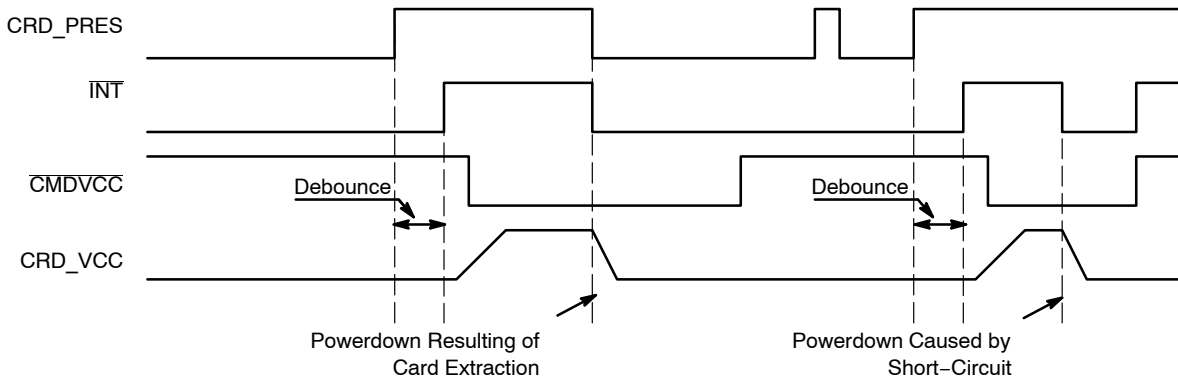 CRD_PRES
INT
CMDVCC
Debounce
Debounce
CRD_VCC
Powerdown Resulting of
Card Extraction
Powerdown Caused by
Short−Circuit